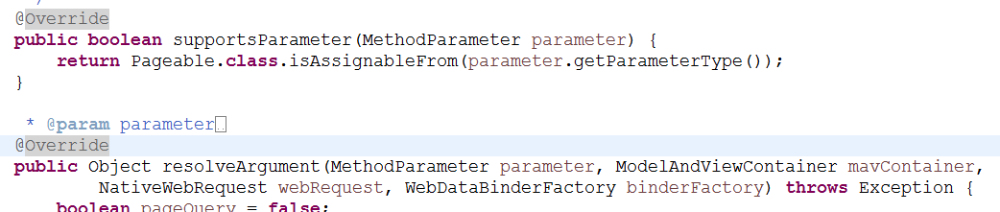 */
@Override
public boolean supportsParameter(MethodParameter parameter) {
    return Pageable.class.isAssignableFrom(parameter.getParameterType());
}
 * @param parameter
@Override
public Object resolveArgument(MethodParameter parameter, ModelAndViewContainer mavContainer,
        NativeWebRequest webRequest, WebDataBinderFactory binderFactory) throws Exception {
    boolean pageQuery = false;